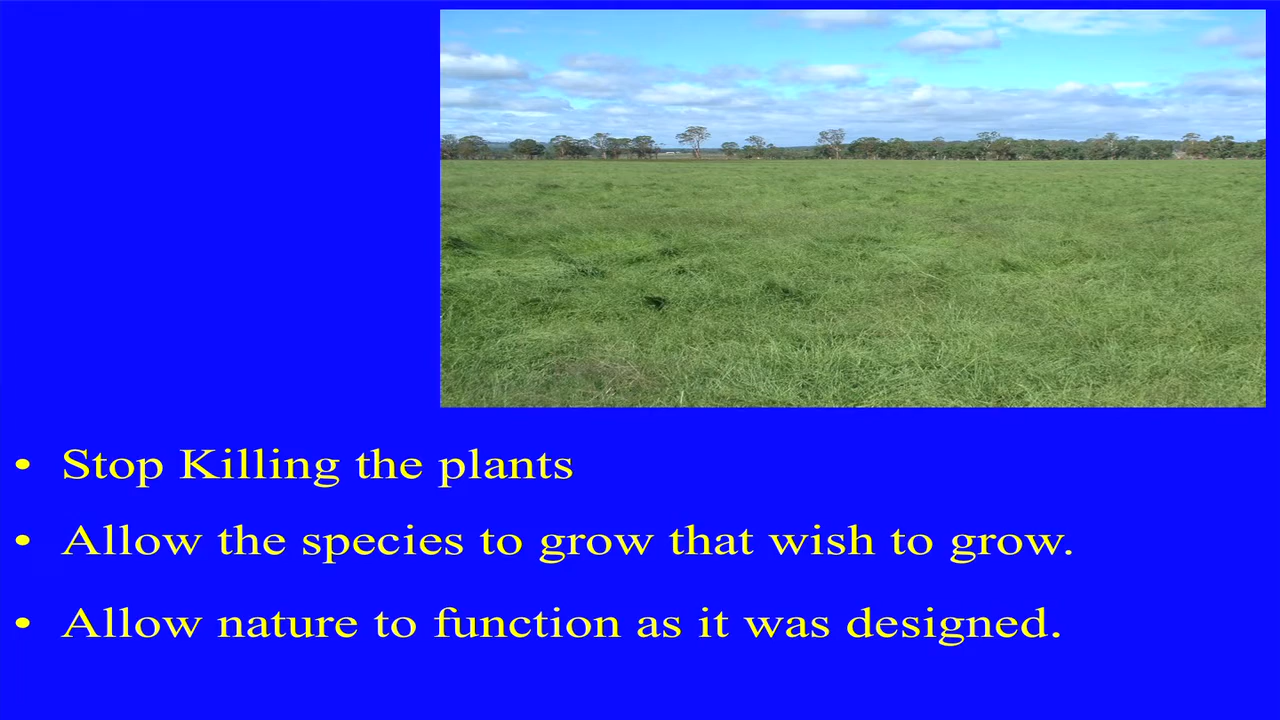 • Stop Killing the plants
• Allow the species to grow that wish to grow.
• Allow nature to function as it was designed.